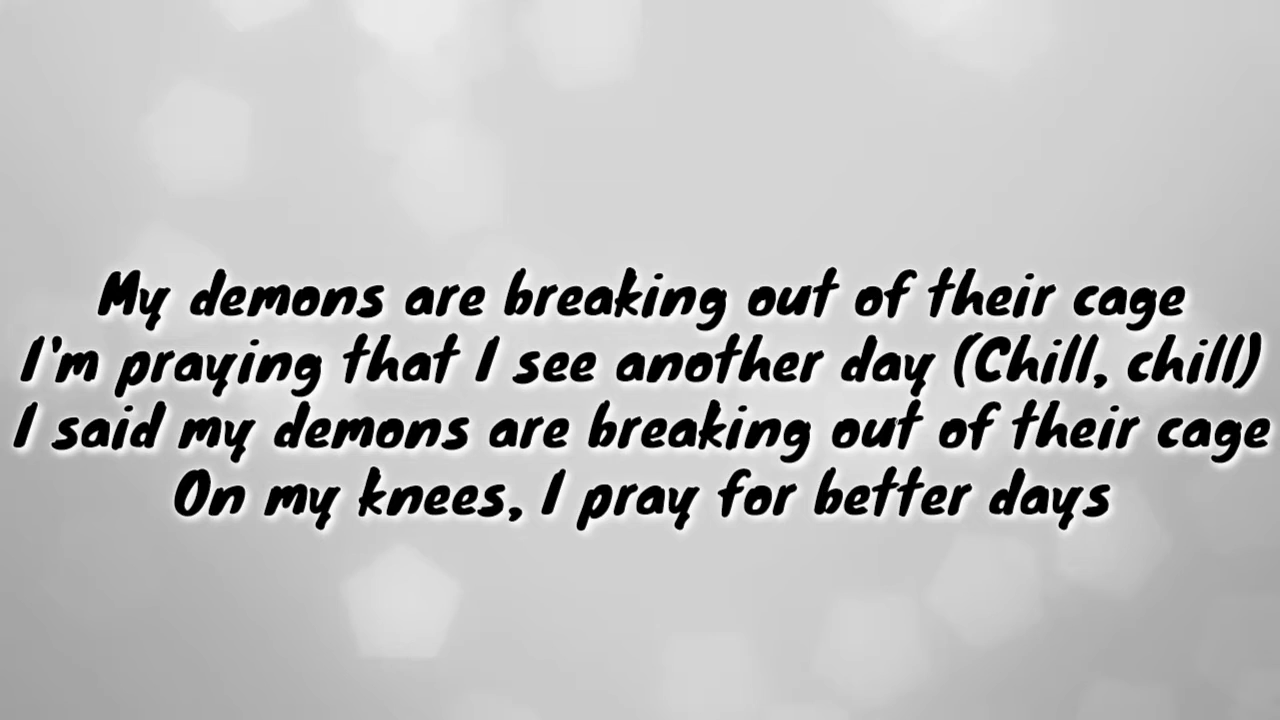 My demons are breaking out of their cage
I'm praying that I see another day (Chill, chill)
I said my demons are breaking out of their cage
On my knees, I pray for better days